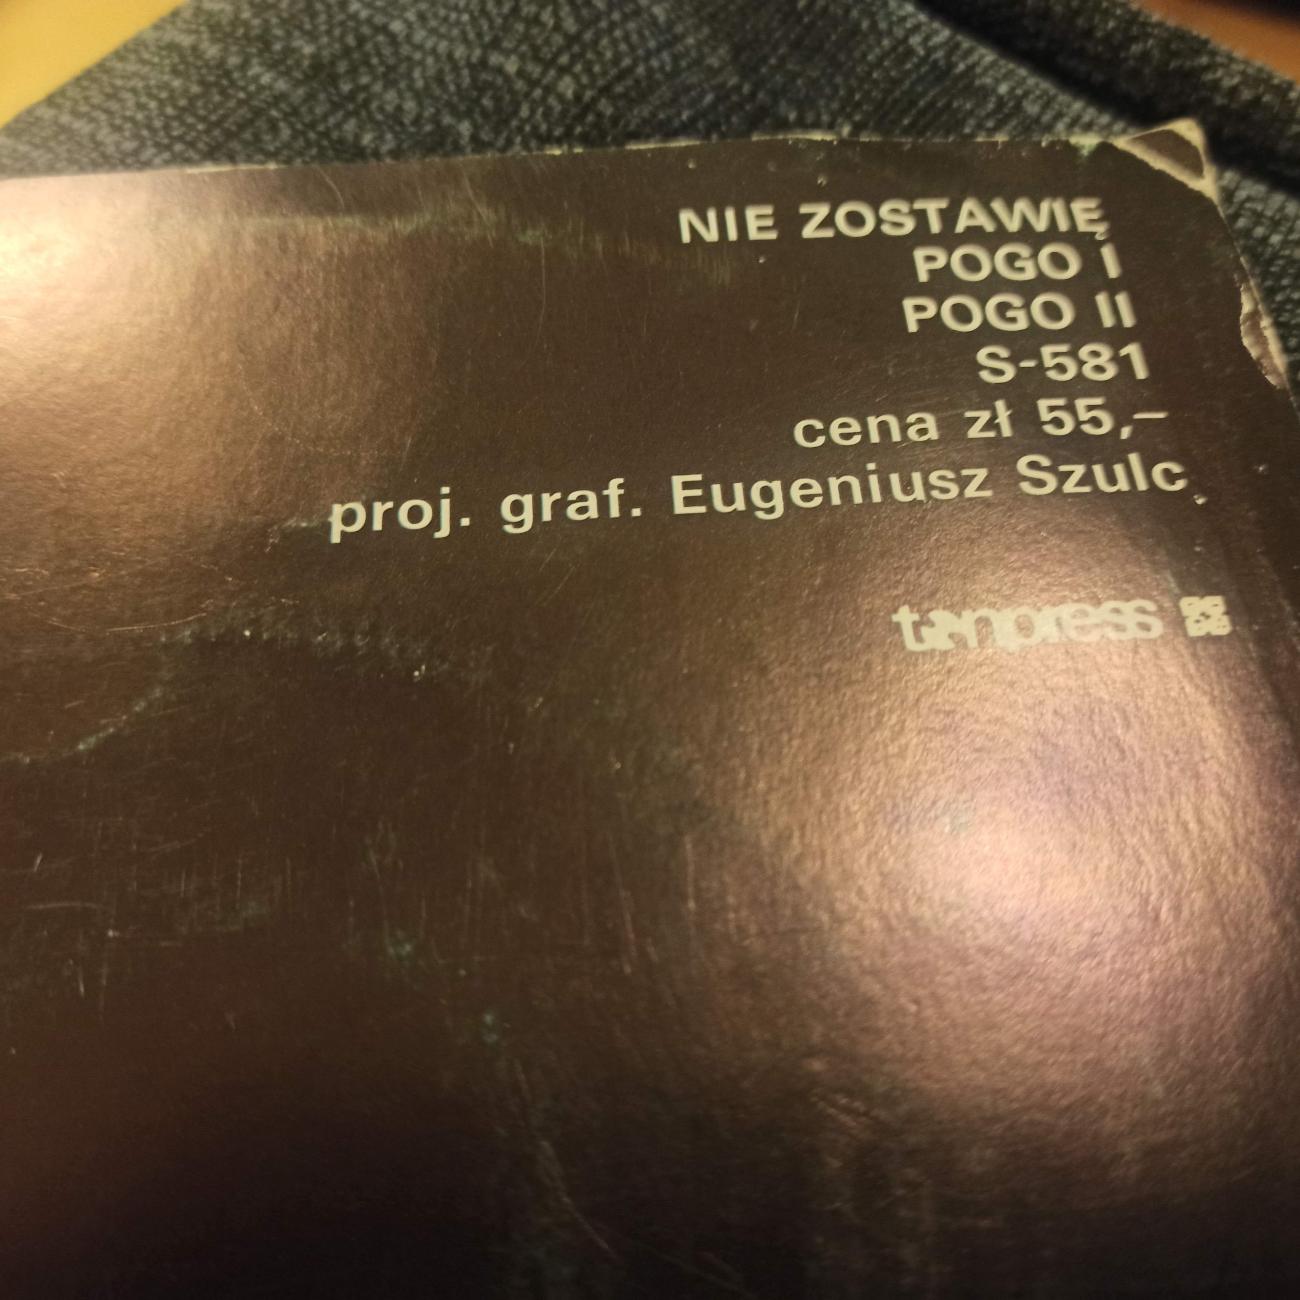 NIE ZOSTAWIĘ
POGO I
POGO II
S-581
cena zł 55,–
proj. graf. Eugeniusz Szulc
tonpress